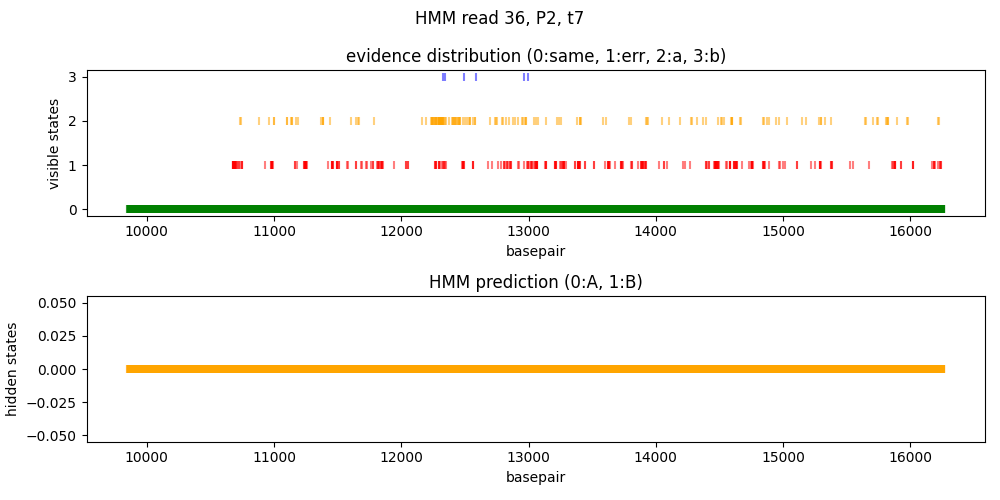 HMM read 36, P2, t7
evidence distribution (0:same, 1:err, 2:a, 3:b)
visible states
3
2
1
0
10000 11000 12000 13000 14000 15000 16000
basepair
HMM prediction (0:A, 1:B)
hidden states
0.050
0.025
0.000
−0.025
−0.050
10000 11000 12000 13000 14000 15000 16000
basepair